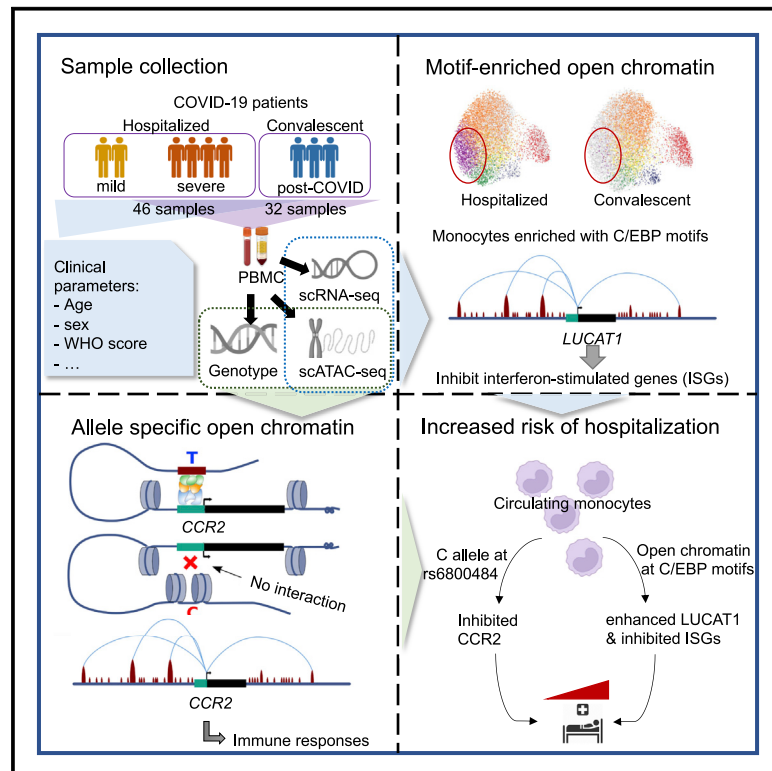 Sample collection
COVID-19 patients
Hospitalized Convalescent
mild severe post-COVID
46 samples 32 samples
Clinical
parameters:
- Age
- sex
- WHO score
- ...
PBMC
scRNA-seq
Genotype scATAC-seq
Motif-enriched open chromatin
Hospitalized Convalescent
Monocytes enriched with C/EBP motifs
LUCAT1
Inhibit interferon-stimulated genes (ISGs)
Allele specific open chromatin
T
CCR2
No interaction
C
CCR2
Immune responses
Increased risk of hospitalization
Circulating monocytes
C allele at
rs6800484
Open chromatin
at C/EBP motifs
Inhibited
CCR2
enhanced LUCAT1
& inhibited ISGs